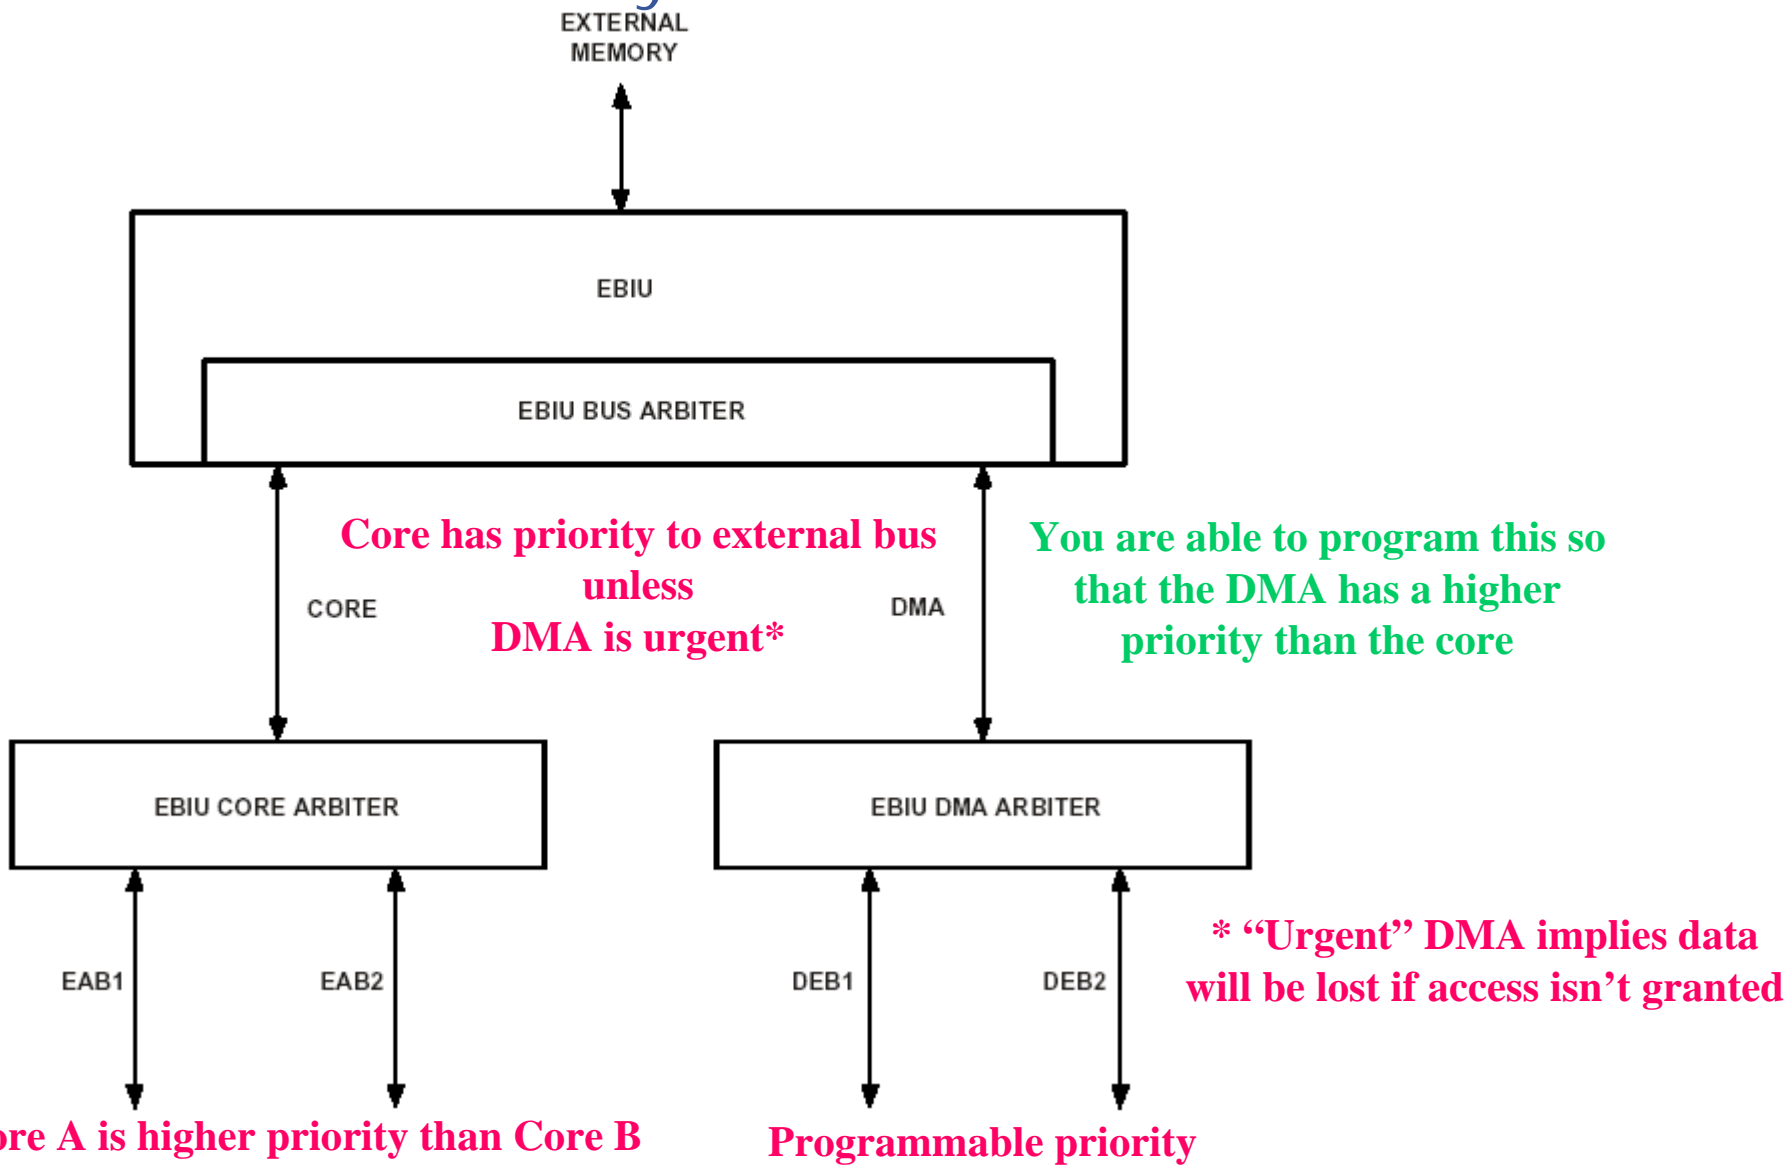 EXTERNAL
MEMORY
EBIU
EBIU BUS ARBITER
Core has priority to external bus
unless
DMA is urgent*
You are able to program this so
that the DMA has a higher
priority than the core
CORE
DMA
EBIU CORE ARBITER
EBIU DMA ARBITER
EAB1
EAB2
DEB1
DEB2
* “Urgent” DMA implies data
will be lost if access isn’t granted
A is higher priority than Core B
Programmable priority